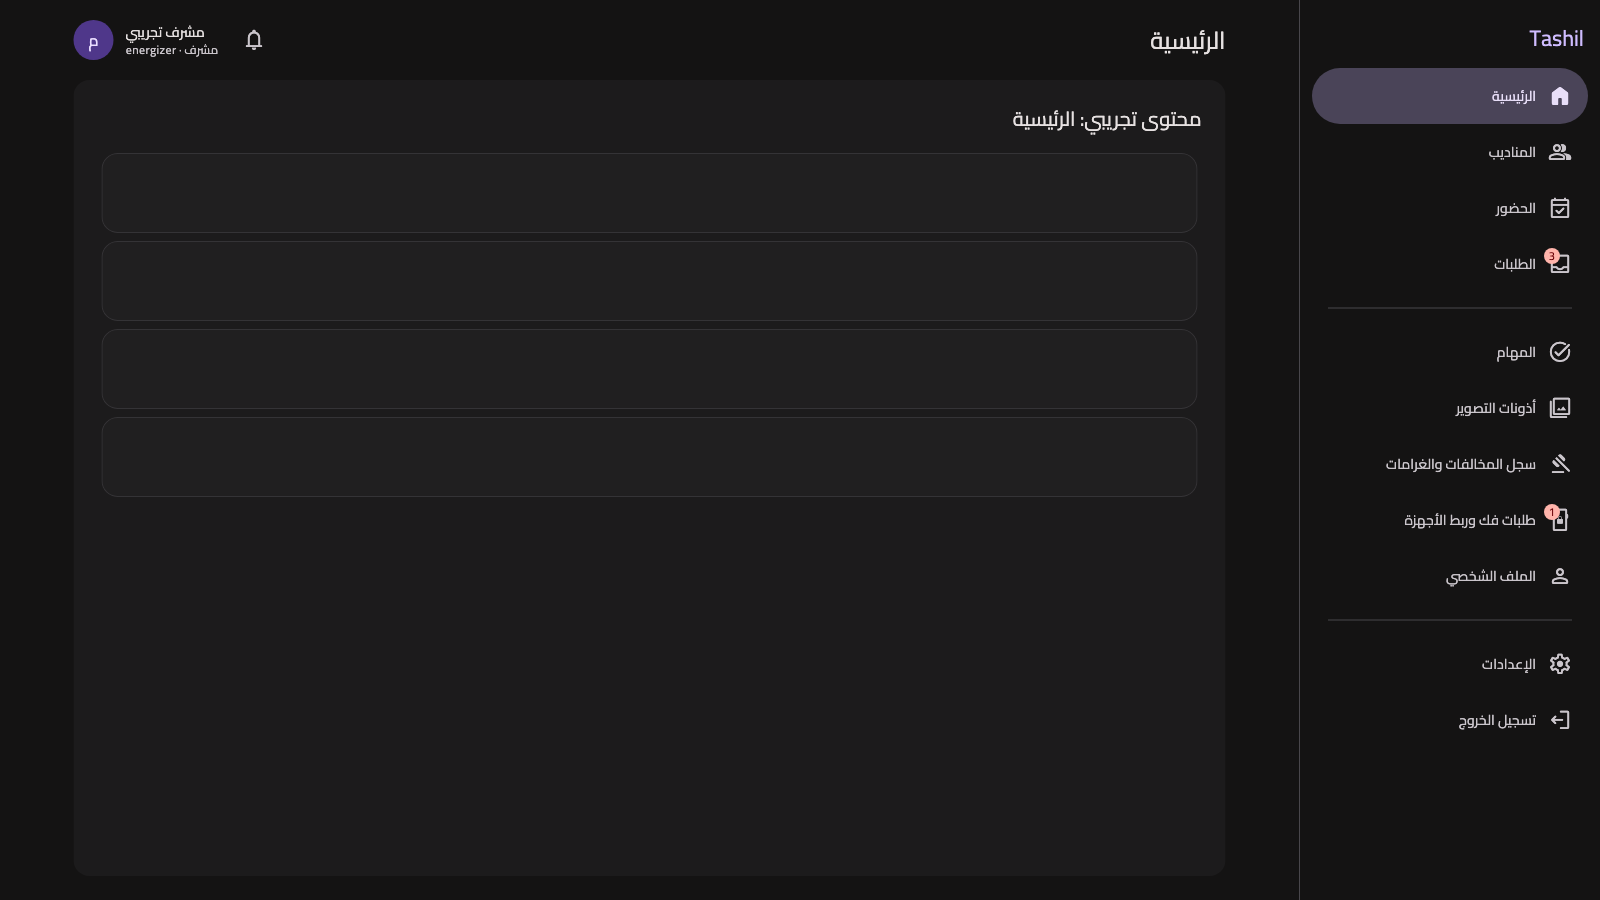 Tashil
الرئيسية
المناديب
الحضور
3
الطلبات
المهام
أذونات التصوير
سجل المخالفات والغرامات
1
طلبات فك وربط الأجهزة
الملف الشخصي
الإعدادات
تسجيل الخروج
الرئيسية
مشرف تجريبي
مشرف · energizer
م
محتوى تجريبي: الرئيسية